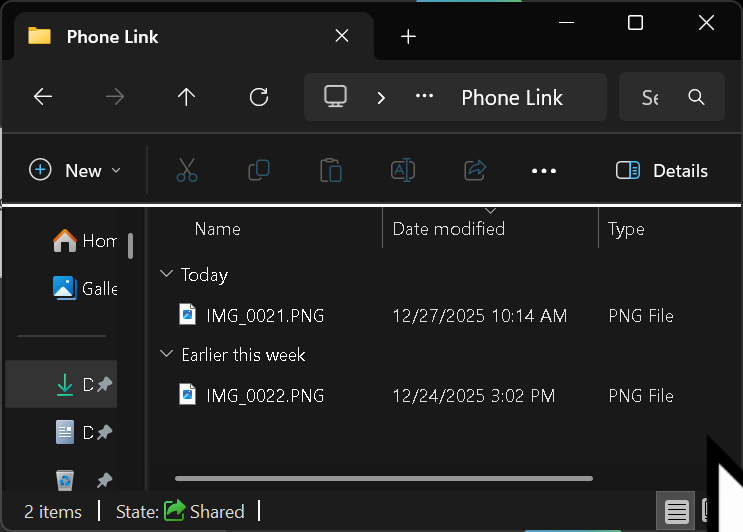 Phone Link
Phone Link
New
Details
Hom
Name Date modified Type
Galle
Today
IMG_0021.PNG 12/27/2025 10:14 AM PNG File
Earlier this week
D
IMG_0022.PNG 12/24/2025 3:02 PM PNG File
D
2 items State: Shared